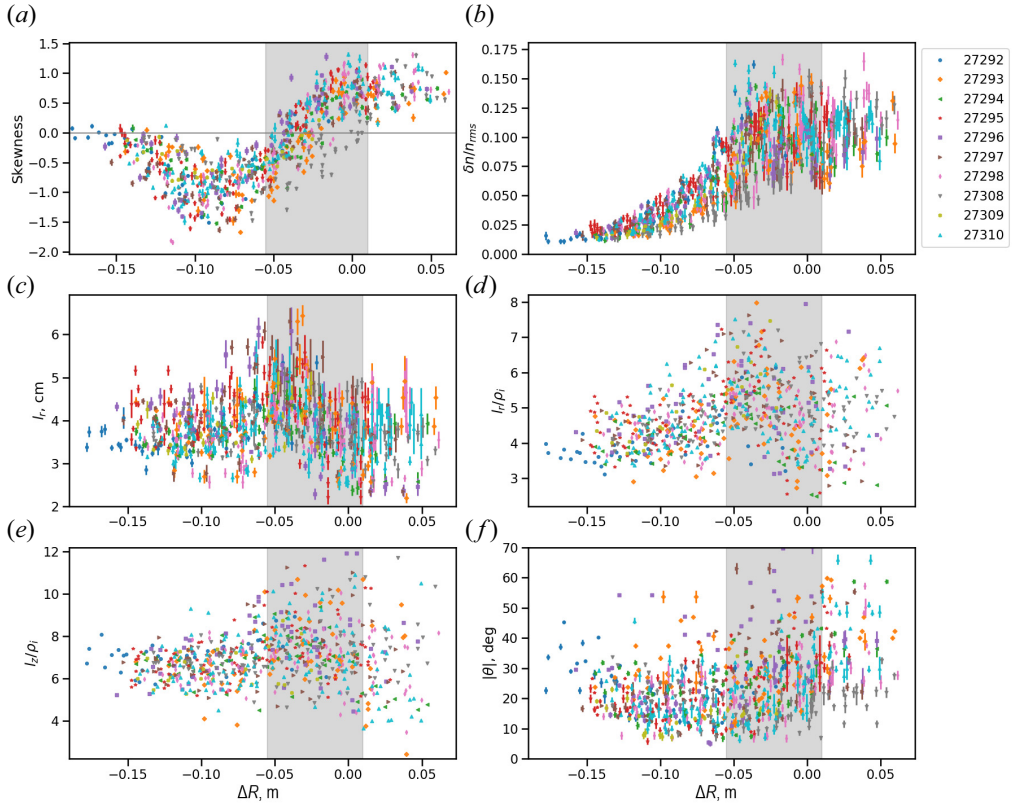 (a)
1.5
1.0
0.5
0.0
−0.5
−1.0
−1.5
−2.0
Skewness
−0.15 −0.10 −0.05 0.00 0.05
(b)
0.175
0.150
0.125
0.100
0.075
0.050
0.025
0.000
δn/n_rms
−0.15 −0.10 −0.05 0.00 0.05
27292
27293
27294
27295
27296
27297
27298
27308
27309
27310
(c)
6
5
4
3
2
l_r, cm
−0.15 −0.10 −0.05 0.00 0.05
(d)
8
7
6
5
4
3
l_r/ρ_i
−0.15 −0.10 −0.05 0.00 0.05
(e)
12
10
8
6
4
l_z/ρ_i
−0.15 −0.10 −0.05 0.00 0.05
ΔR, m
(f)
70
60
50
40
30
20
10
0
|θ|, deg
−0.15 −0.10 −0.05 0.00 0.05
ΔR, m